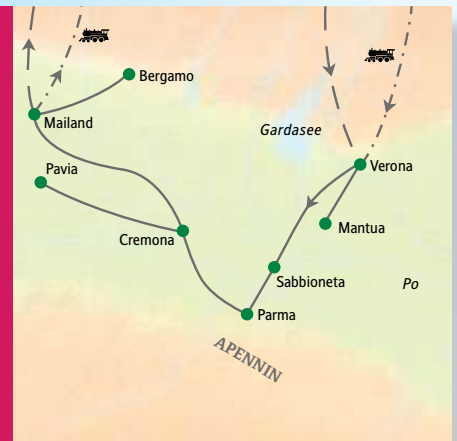 Bergamo
Mailand
Gardasee
Verona
Pavia
Mantua
Cremona
Sabbioneta
Po
Parma
APENNIN